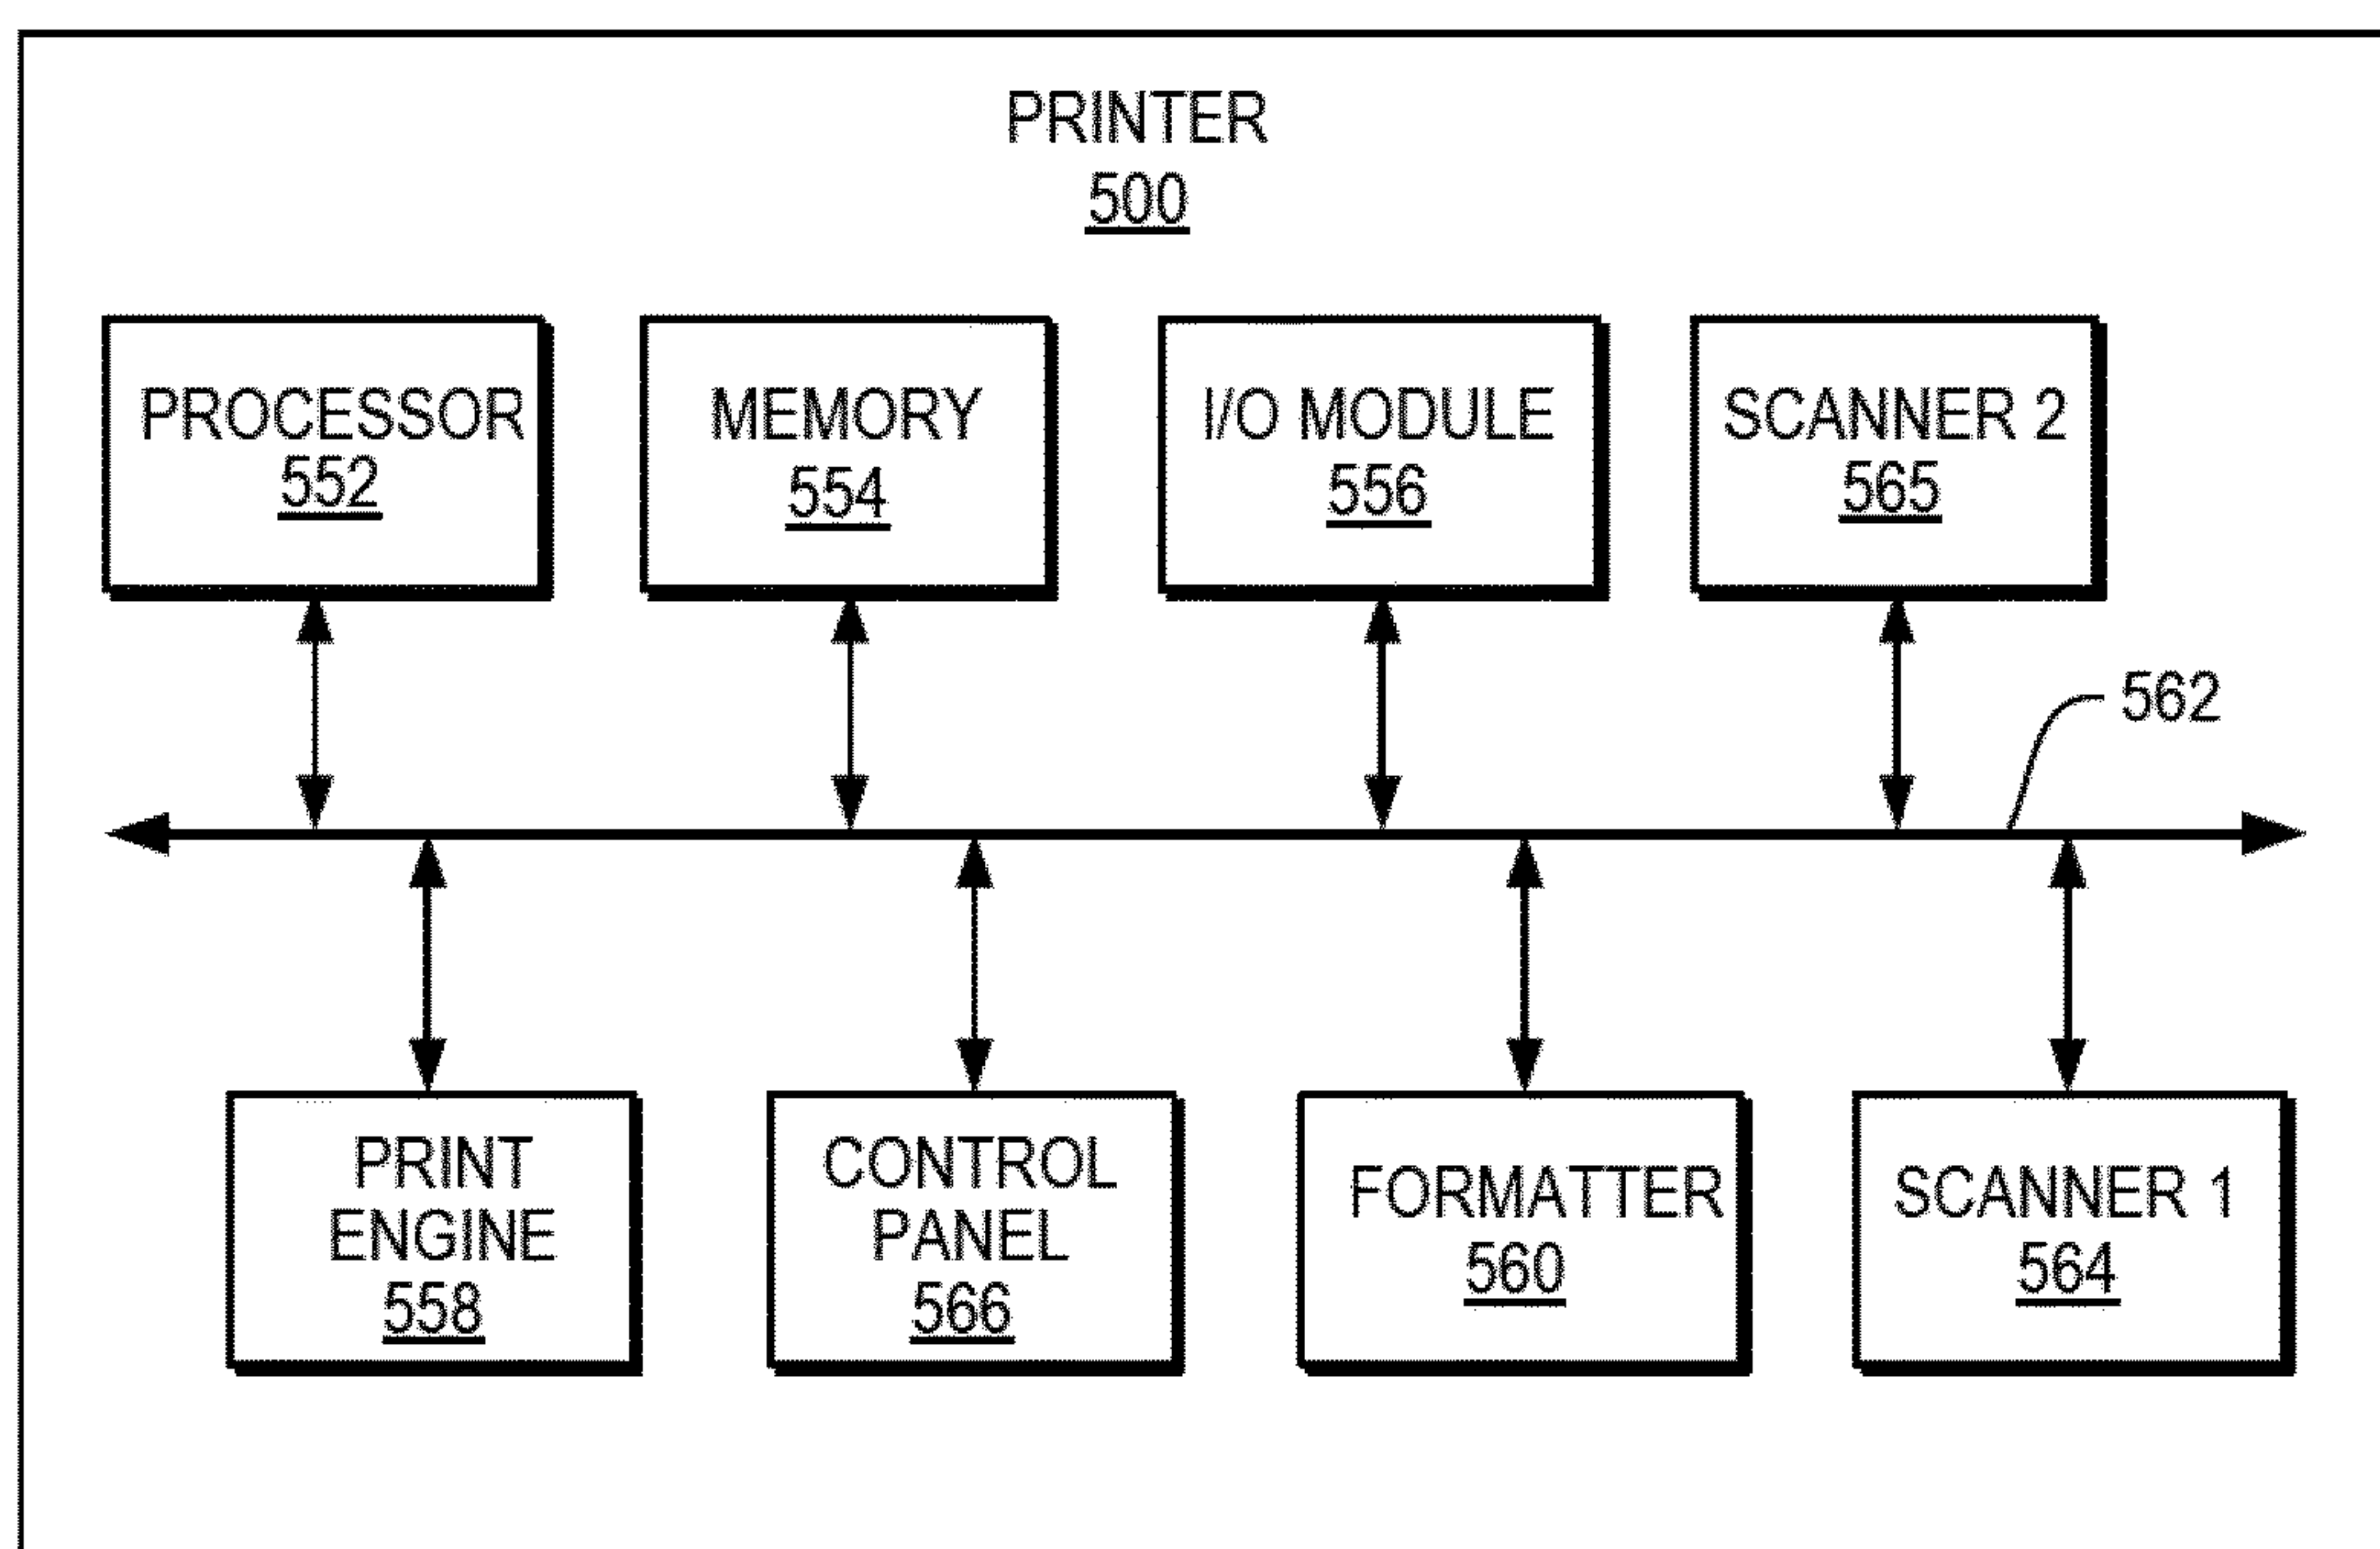 PRINTER
500
PROCESSOR
552
MEMORY
554
I/O MODULE
556
SCANNER 2
565
562
PRINT
ENGINE
558
CONTROL
PANEL
566
FORMATTER
560
SCANNER 1
564